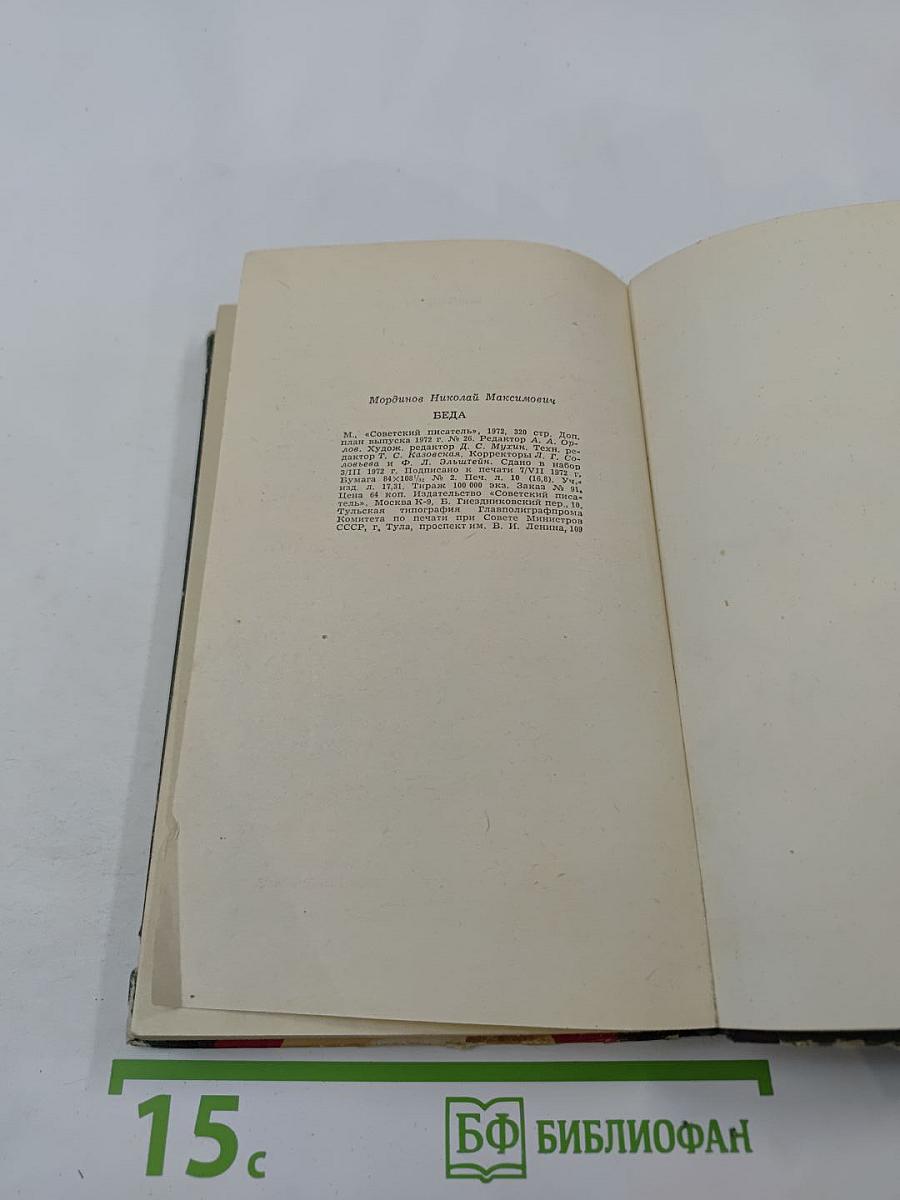 Мординов Николай Максимович
БЕДА
М., «Советский писатель», 1972, 320 стр. Доп.
план выпуска 1972 г. № 26. Редактор А. А. Ор-
лов. Худож. редактор Д. С. Мухин. Техн. ре-
дактор Т. С. Казовская. Корректоры Л. Г. Со-
ловьева и Ф. Л. Эльштейн. Сдано в набор
3/III 1972 г. Подписано к печати 7/VII 1972 г.
Бумага 84×108¹/₃₂ № 2. Печ. л. 10 (16,8). Уч.-
изд. л. 17,31. Тираж 100 000 экз. Заказ № 91.
Цена 64 коп. Издательство «Советский писа-
тель», Москва К-9, Б. Гнездниковский пер., 10.
Тульская типография Главполиграфпрома
Комитета по печати при Совете Министров
СССР, г. Тула, проспект им. В. И. Ленина, 109
15 с
БФ БИБЛИОФАН